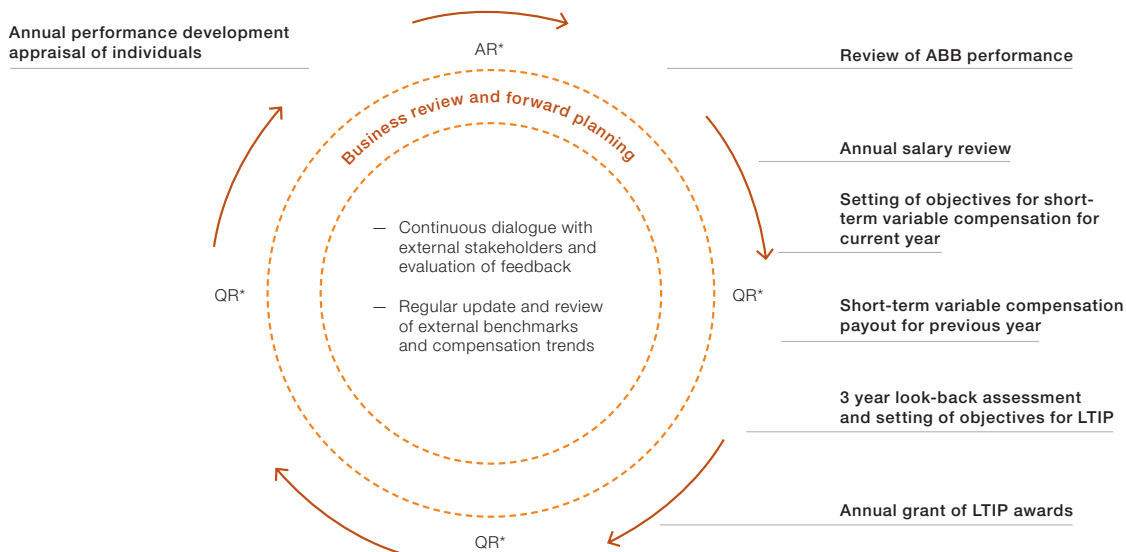 Annual performance development
appraisal of individuals
AR*
Review of ABB performance
Business review and forward planning
Annual salary review
Setting of objectives for short-
term variable compensation for
current year
— Continuous dialogue with
external stakeholders and
evaluation of feedback
QR*
QR*
— Regular update and review
of external benchmarks
and compensation trends
Short-term variable compensation
payout for previous year
3 year look-back assessment
and setting of objectives for LTIP
Annual grant of LTIP awards
QR*